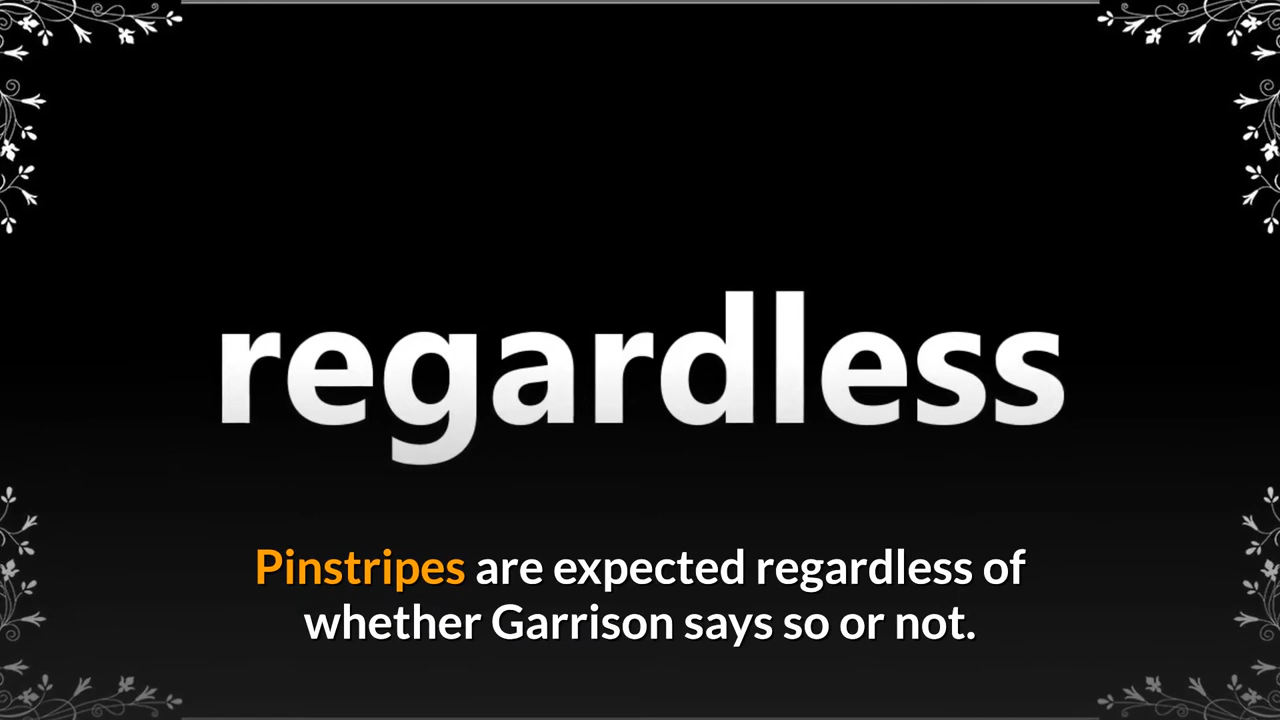 regardless
Pinstripes are expected regardless of
whether Garrison says so or not.